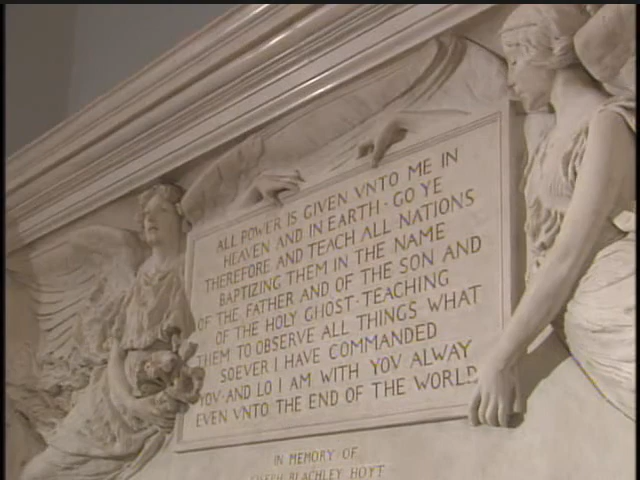 ALL POWER IS GIVEN VNTO ME IN
HEAVEN AND IN EARTH · GO YE
THEREFORE AND TEACH ALL NATIONS
BAPTIZING THEM IN THE NAME
OF THE FATHER AND OF THE SON AND
OF THE HOLY GHOST · TEACHING
THEM TO OBSERVE ALL THINGS WHAT
SOEVER I HAVE COMMANDED
YOV · AND LO I AM WITH YOV ALWAY
EVEN VNTO THE END OF THE WORLD
IN MEMORY OF
BLACHLEY HOYT